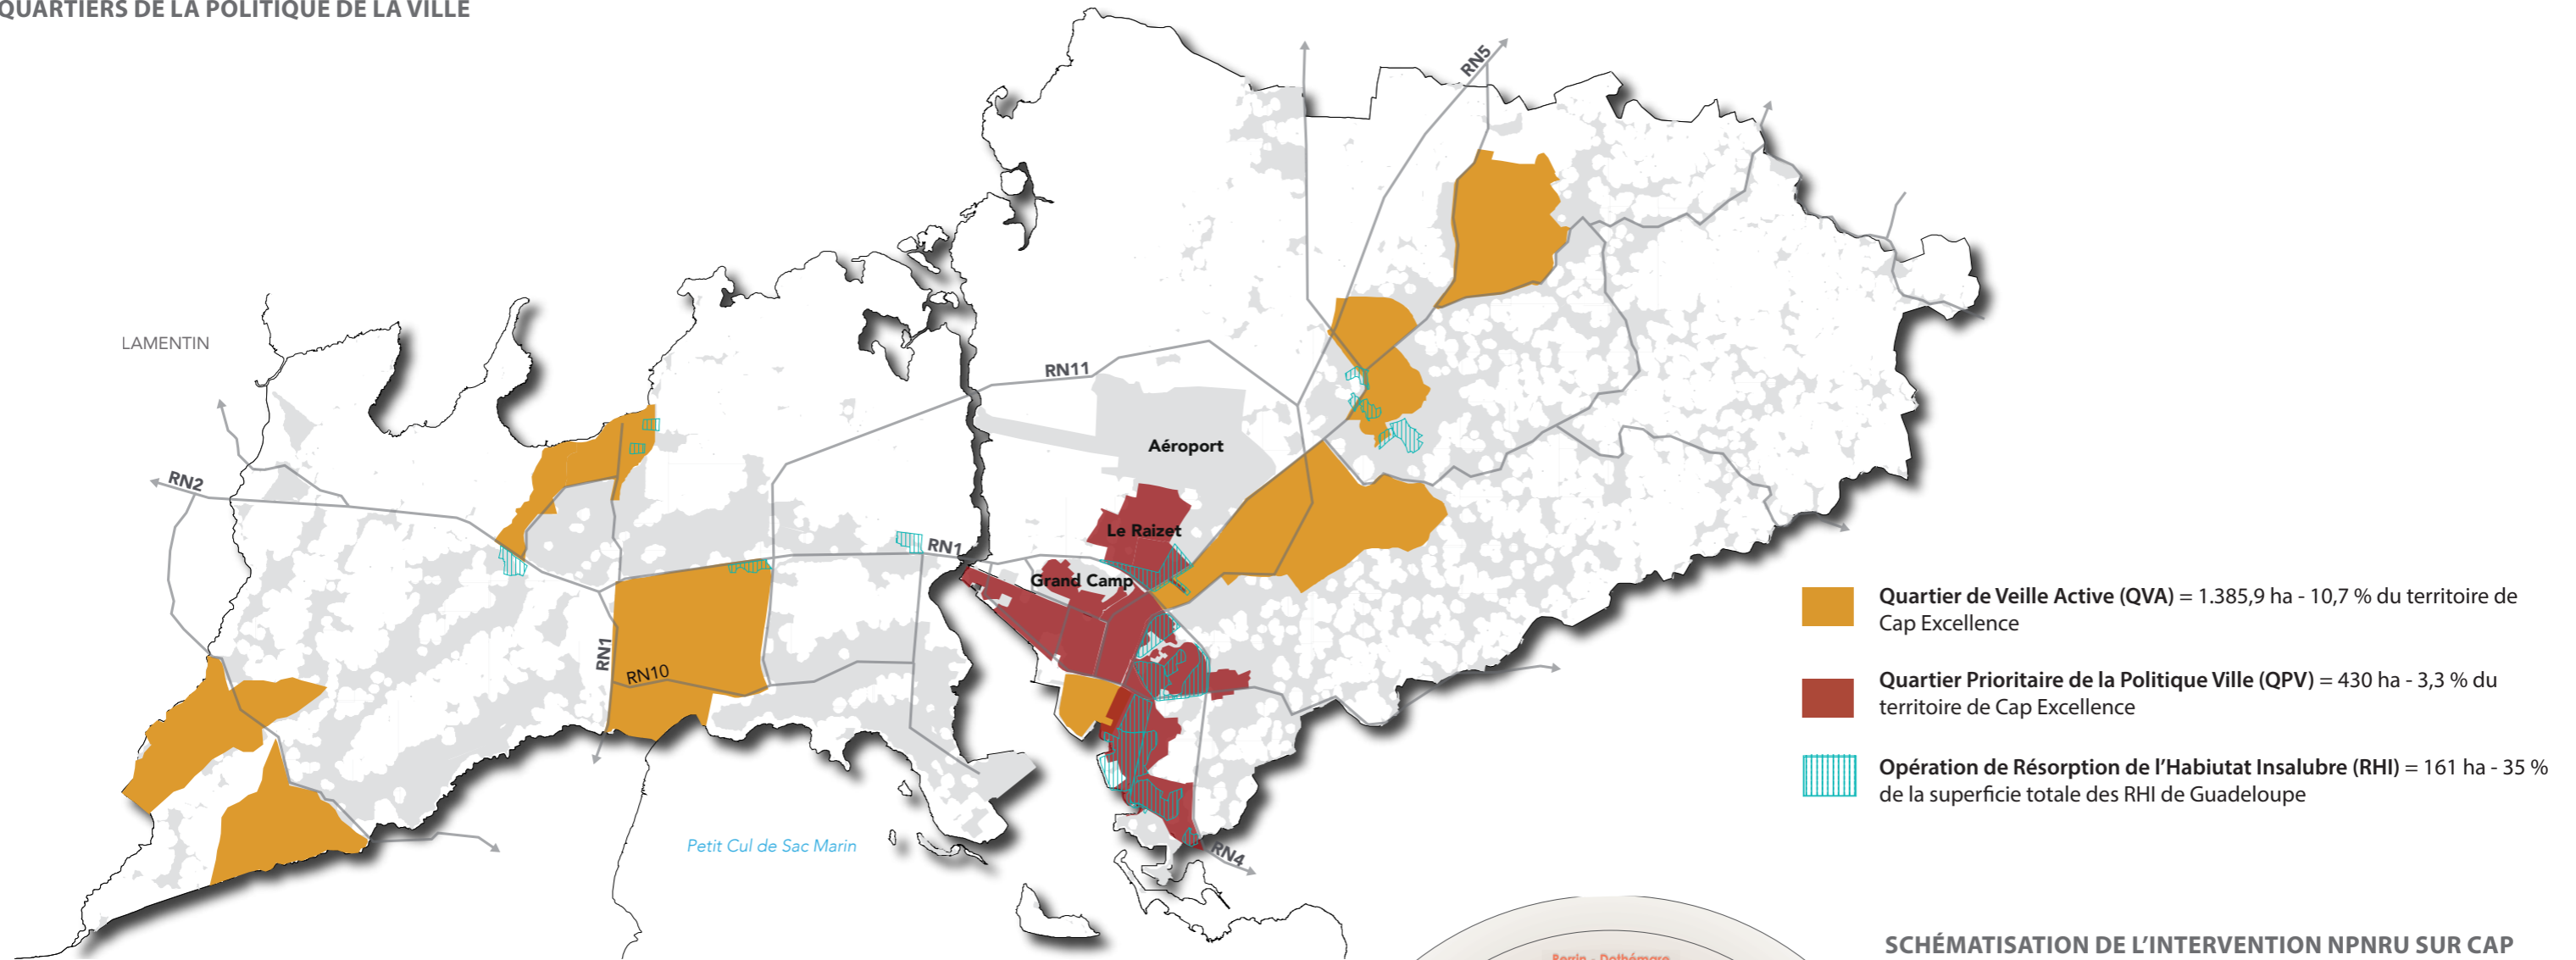 QUARTIERS DE LA POLITIQUE DE LA VILLE
RN5
LAMENTIN
RN11
Aéroport
RN2
Le Raizet
RN1
Grand Camp
RN1
RN10
Petit Cul de Sac Marin
RN4
Quartier de Veille Active (QVA) = 1.385,9 ha - 10,7 % du territoire de
Cap Excellence
Quartier Prioritaire de la Politique Ville (QPV) = 430 ha - 3,3 % du
territoire de Cap Excellence
Opération de Résorption de l'Habiutat Insalubre (RHI) = 161 ha - 35 %
de la superficie totale des RHI de Guadeloupe
SCHÉMATISATION DE L'INTERVENTION NPNRU SUR CAP